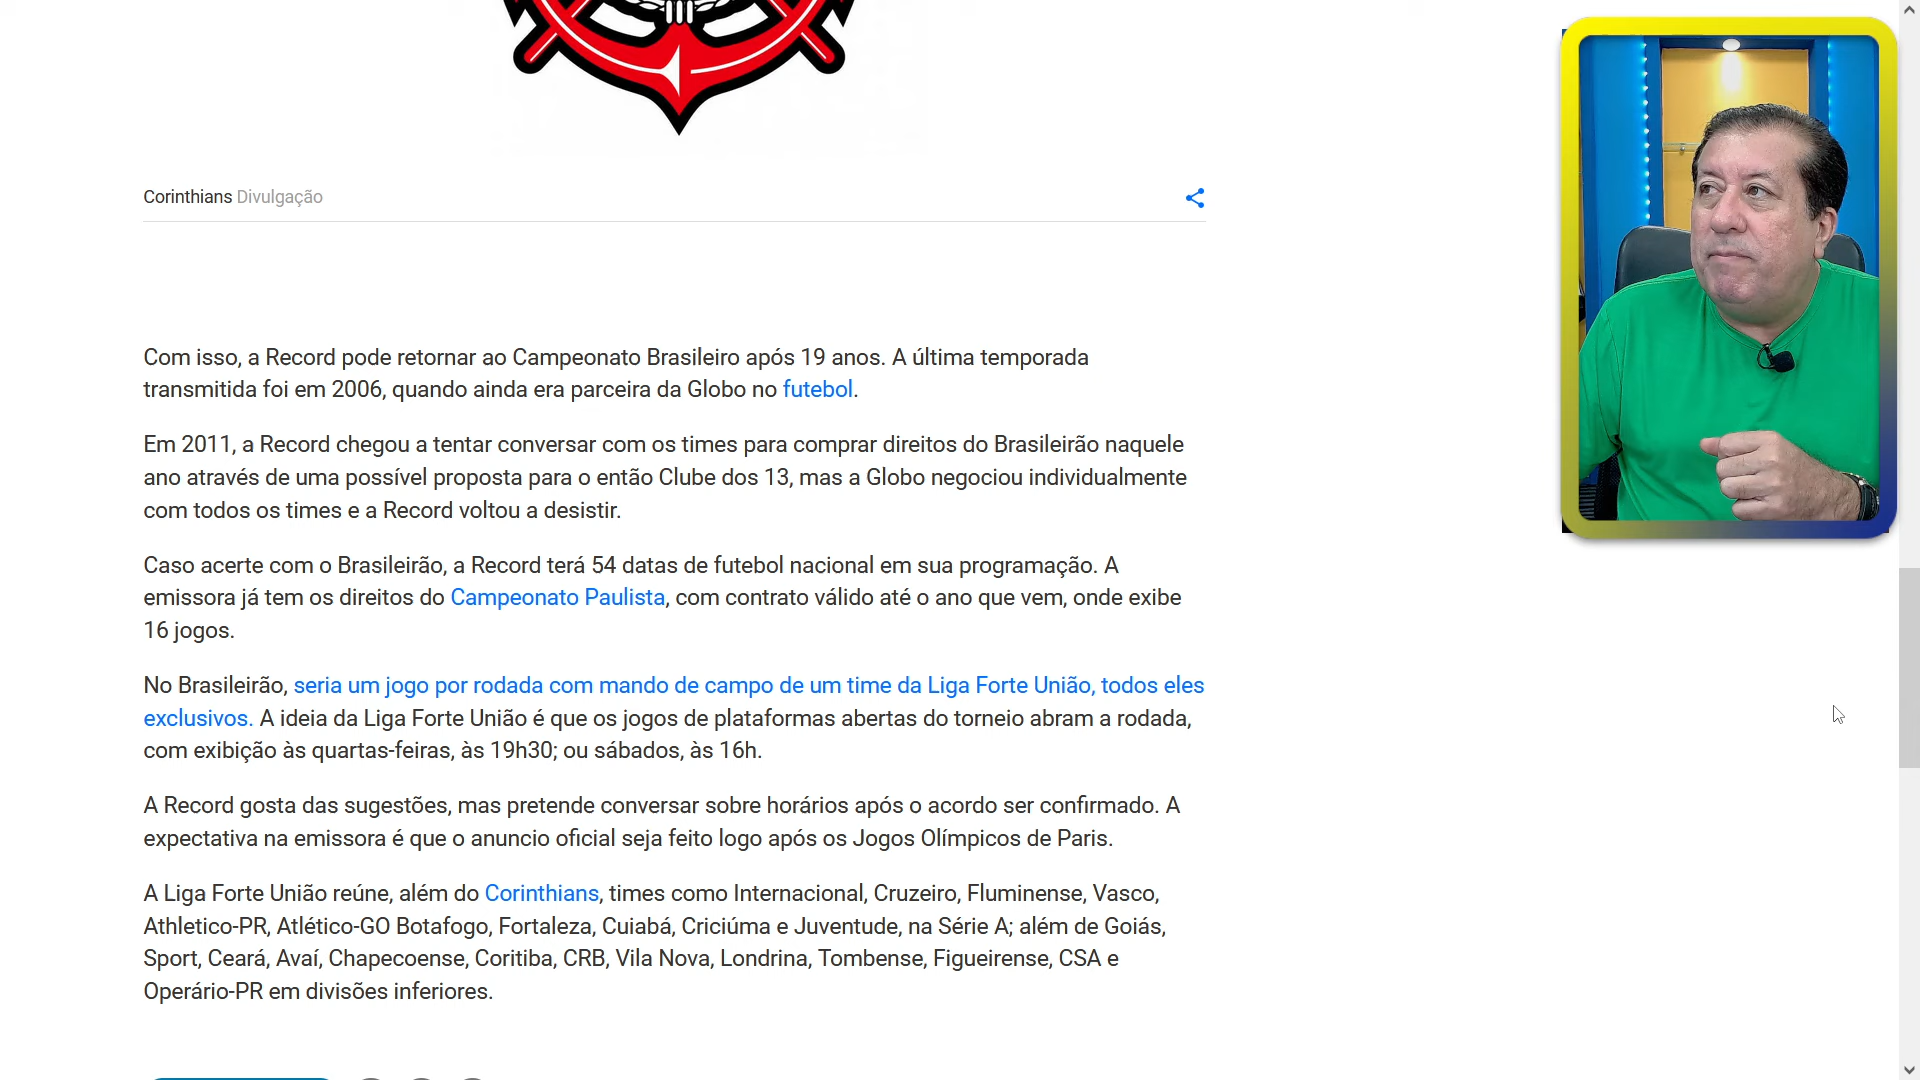 Corinthians Divulgação
Com isso, a Record pode retornar ao Campeonato Brasileiro após 19 anos. A última temporada
transmitida foi em 2006, quando ainda era parceira da Globo no futebol.
Em 2011, a Record chegou a tentar conversar com os times para comprar direitos do Brasileirão naquele
ano através de uma possível proposta para o então Clube dos 13, mas a Globo negociou individualmente
com todos os times e a Record voltou a desistir.
Caso acerte com o Brasileirão, a Record terá 54 datas de futebol nacional em sua programação. A
emissora já tem os direitos do Campeonato Paulista, com contrato válido até o ano que vem, onde exibe
16 jogos.
No Brasileirão, seria um jogo por rodada com mando de campo de um time da Liga Forte União, todos eles
exclusivos. A ideia da Liga Forte União é que os jogos de plataformas abertas do torneio abram a rodada,
com exibição às quartas-feiras, às 19h30; ou sábados, às 16h.
A Record gosta das sugestões, mas pretende conversar sobre horários após o acordo ser confirmado. A
expectativa na emissora é que o anuncio oficial seja feito logo após os Jogos Olímpicos de Paris.
A Liga Forte União reúne, além do Corinthians, times como Internacional, Cruzeiro, Fluminense, Vasco,
Athletico-PR, Atlético-GO Botafogo, Fortaleza, Cuiabá, Criciúma e Juventude, na Série A; além de Goiás,
Sport, Ceará, Avaí, Chapecoense, Coritiba, CRB, Vila Nova, Londrina, Tombense, Figueirense, CSA e
Operário-PR em divisões inferiores.